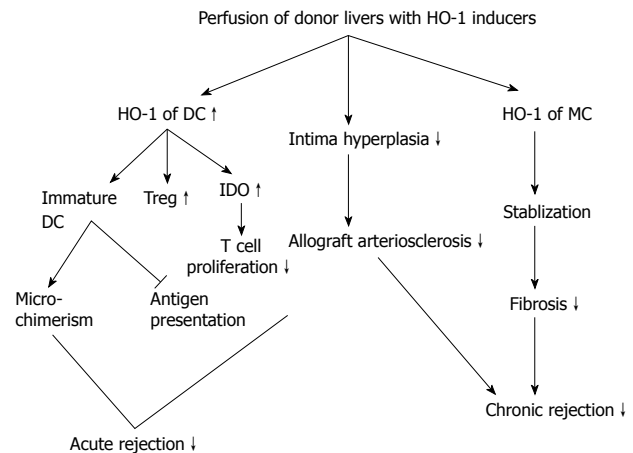 Perfusion of donor livers with HO-1 inducers
HO-1 of DC ↑
Intima hyperplasia ↓
HO-1 of MC
Immature
DC
Treg ↑
IDO ↑
Stablization
T cell
proliferation ↓
Allograft arteriosclerosis ↓
Micro-
chimerism
Antigen
presentation
Fibrosis ↓
Chronic rejection ↓
Acute rejection ↓